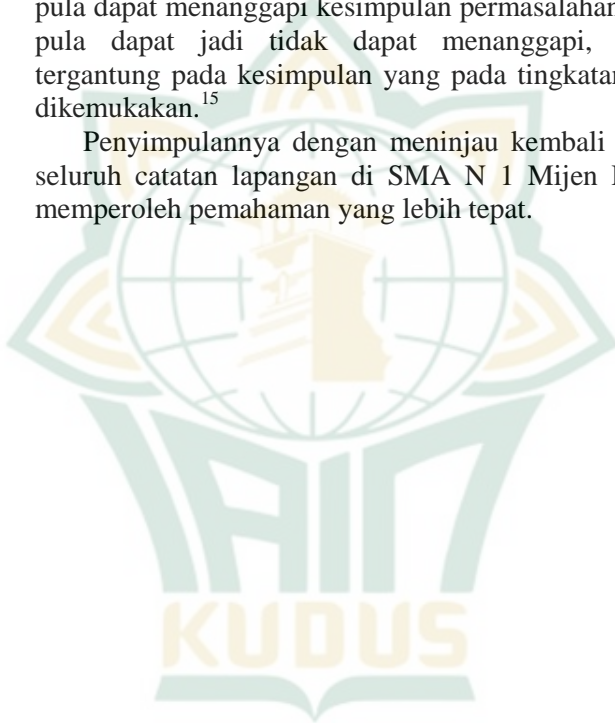 pula dapat menanggapi kesimpulan permasalahan
pula dapat jadi tidak dapat menanggapi,
tergantung pada kesimpulan yang pada tingkatan
dikemukakan.15
Penyimpulannya dengan meninjau kembali
seluruh catatan lapangan di SMA N 1 Mijen
memperoleh pemahaman yang lebih tepat.
IAIN
KUDUS